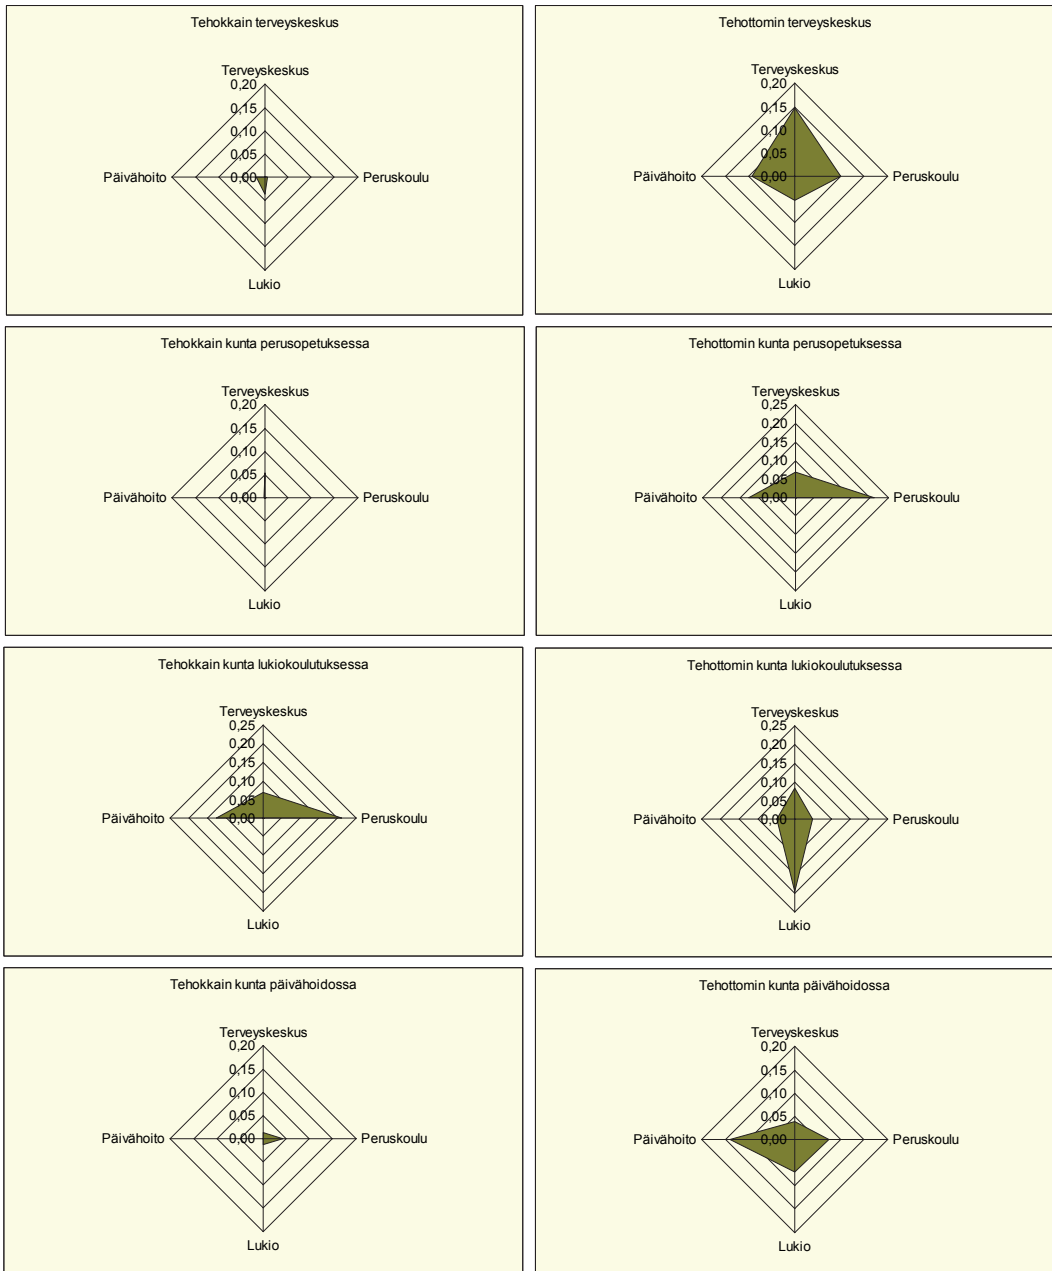 Tehokkain terveyskeskus
Terveyskeskus
0,20
0,15
0,10
0,05
0,00
Päivähoito
Peruskoulu
Lukio
Tehottomin terveyskeskus
Terveyskeskus
0,20
0,15
0,10
0,05
0,00
Päivähoito
Peruskoulu
Lukio
Tehokkain kunta perusopetuksessa
Terveyskeskus
0,20
0,15
0,10
0,05
0,00
Päivähoito
Peruskoulu
Lukio
Tehottomin kunta perusopetuksessa
Terveyskeskus
0,25
0,20
0,15
0,10
0,05
0,00
Päivähoito
Peruskoulu
Lukio
Tehokkain kunta lukiokoulutuksessa
Terveyskeskus
0,25
0,20
0,15
0,10
0,05
0,00
Päivähoito
Peruskoulu
Lukio
Tehottomin kunta lukiokoulutuksessa
Terveyskeskus
0,25
0,20
0,15
0,10
0,05
0,00
Päivähoito
Peruskoulu
Lukio
Tehokkain kunta päivähoidossa
Terveyskeskus
0,20
0,15
0,10
0,05
0,00
Päivähoito
Peruskoulu
Lukio
Tehottomin kunta päivähoidossa
Terveyskeskus
0,20
0,15
0,10
0,05
0,00
Päivähoito
Peruskoulu
Lukio